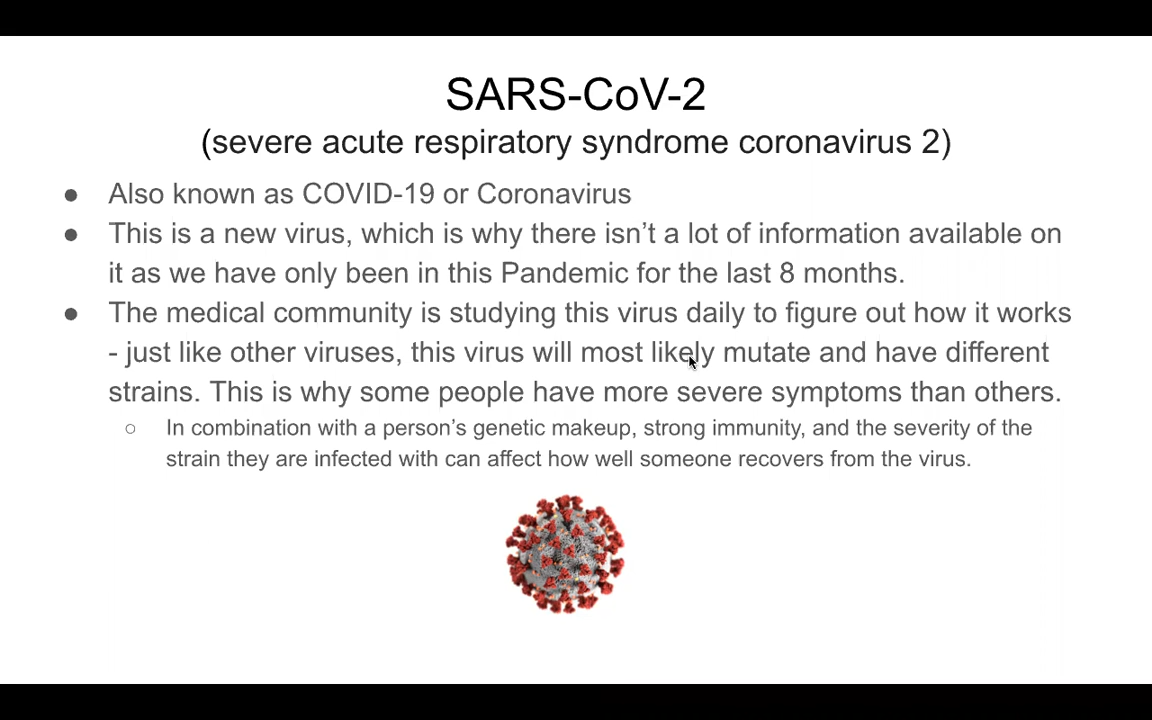 SARS-CoV-2
(severe acute respiratory syndrome coronavirus 2)
● Also known as COVID-19 or Coronavirus
● This is a new virus, which is why there isn’t a lot of information available on
it as we have only been in this Pandemic for the last 8 months.
● The medical community is studying this virus daily to figure out how it works
- just like other viruses, this virus will most likely mutate and have different
strains. This is why some people have more severe symptoms than others.
○ In combination with a person’s genetic makeup, strong immunity, and the severity of the
strain they are infected with can affect how well someone recovers from the virus.